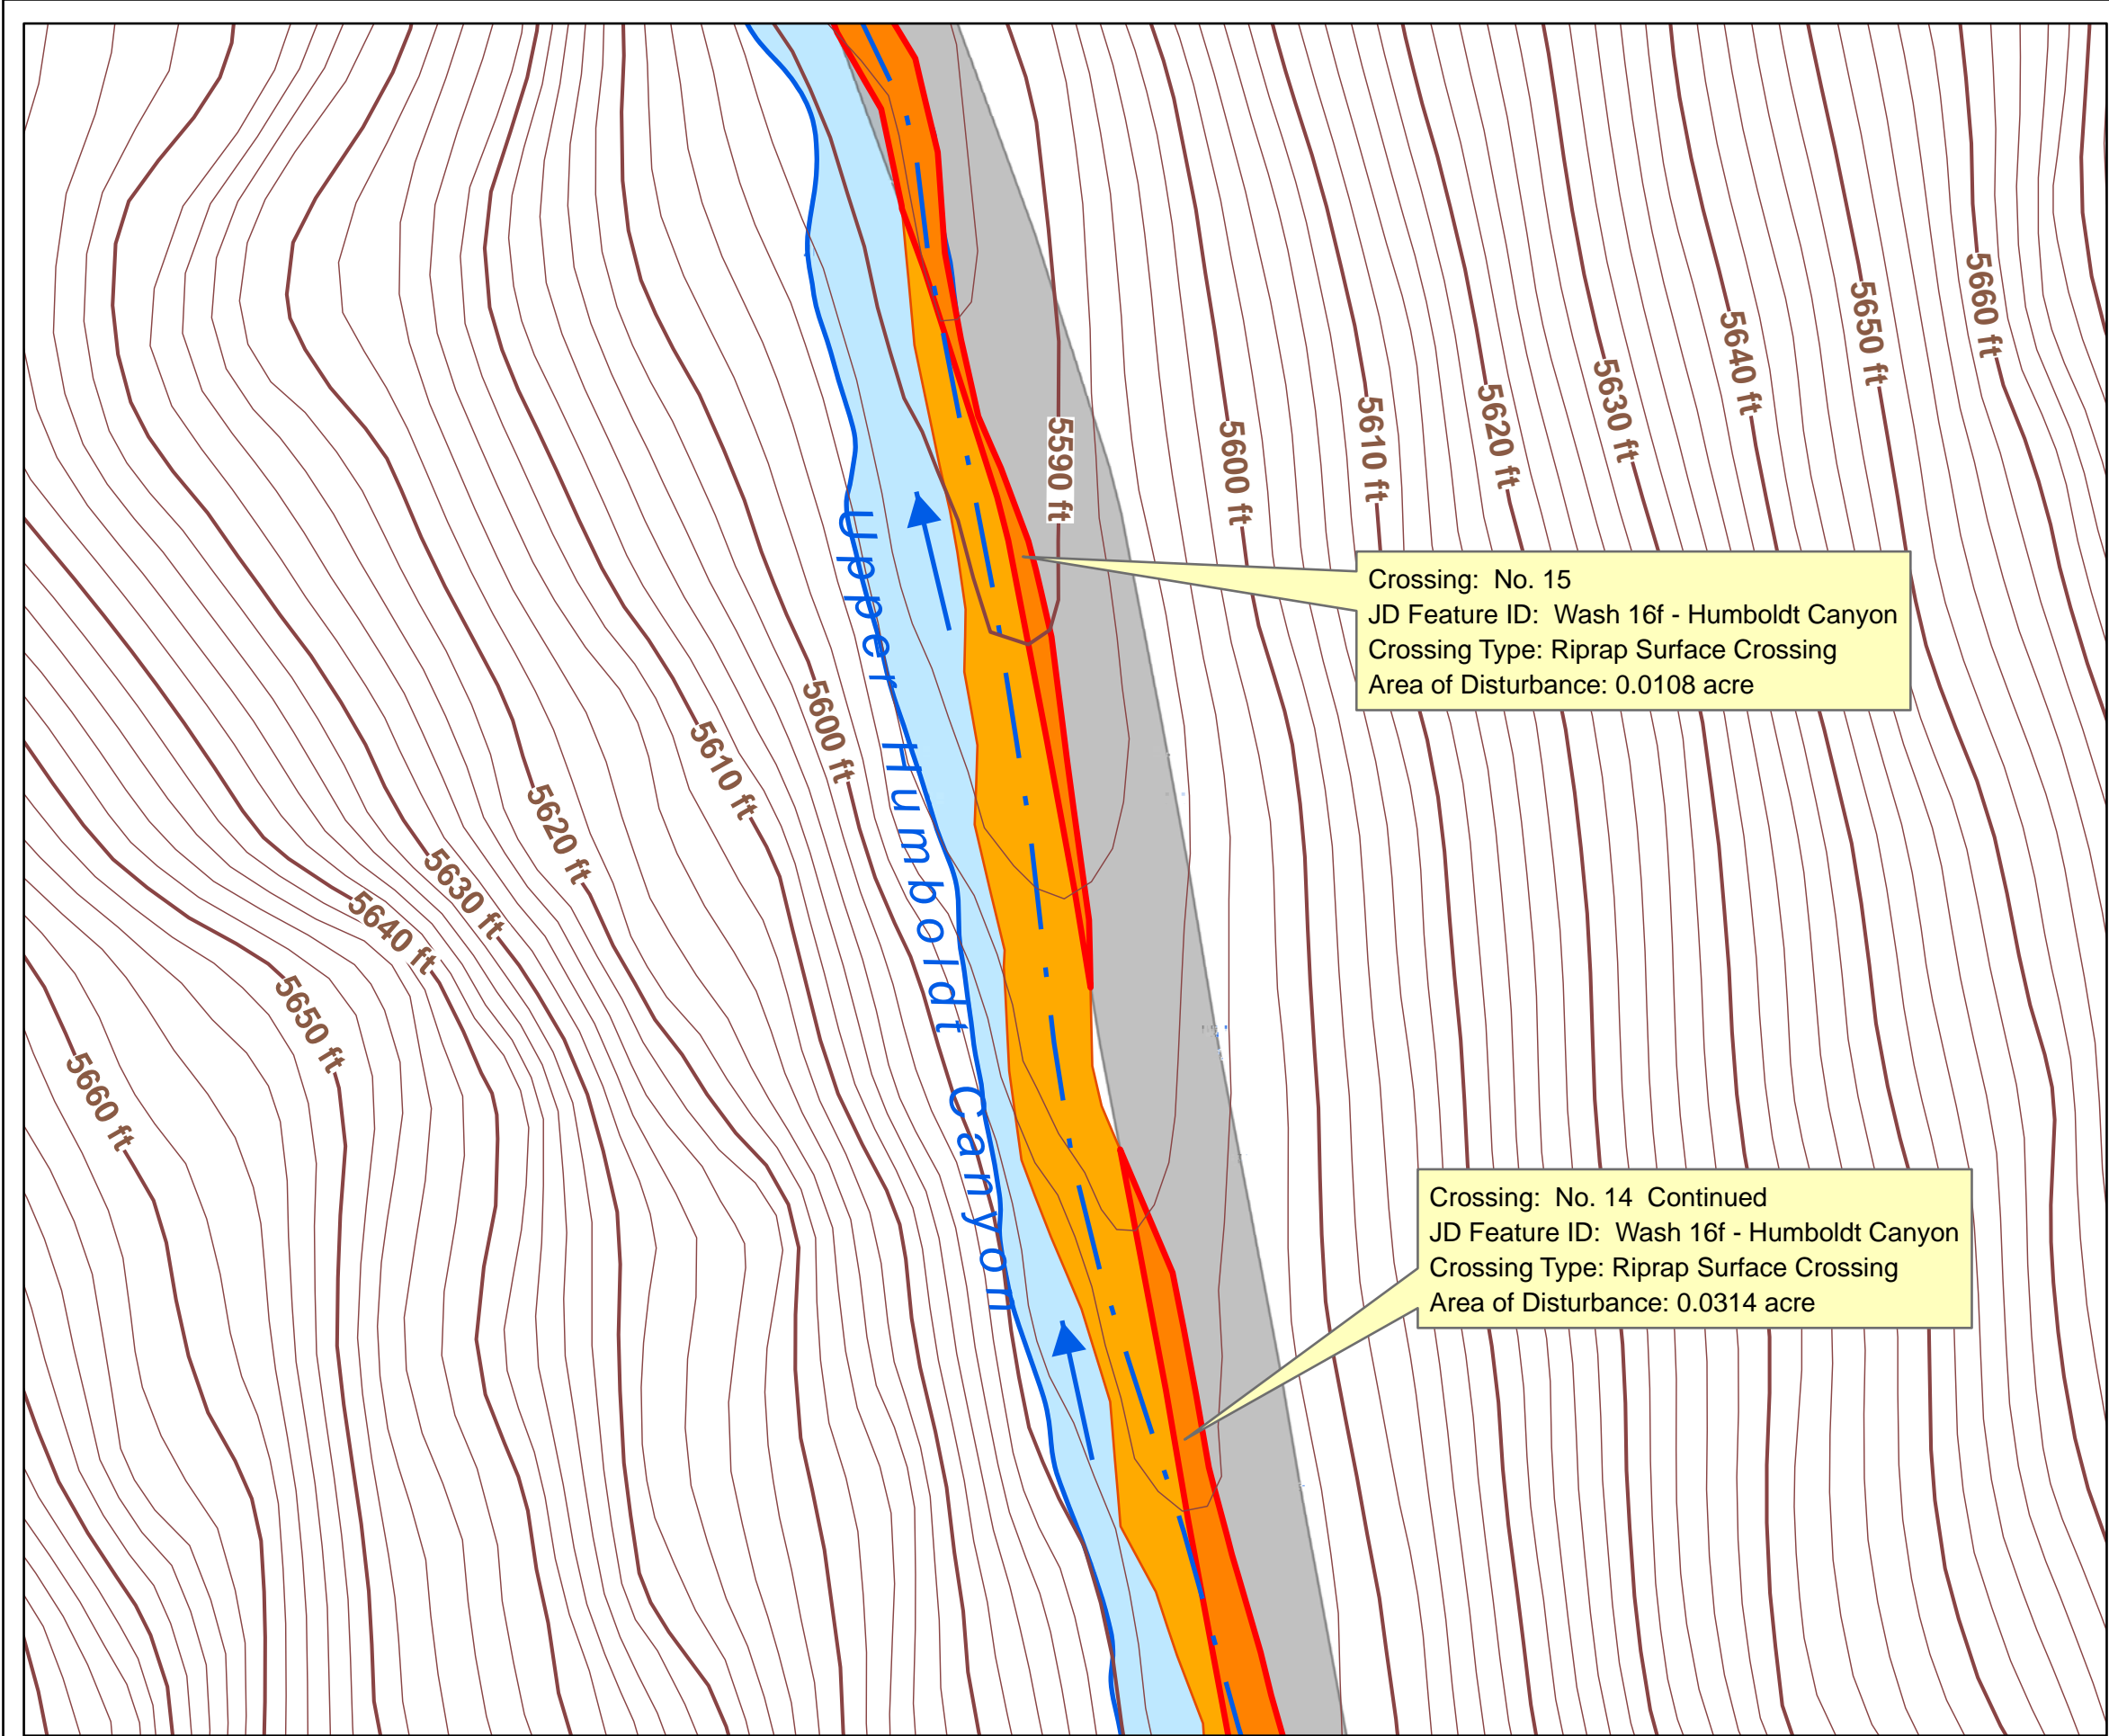 5590 ft
5600 ft
5610 ft
5620 ft
5630 ft
5640 ft
5650 ft
5660 ft
Crossing: No. 15
JD Feature ID: Wash 16f - Humboldt Canyon
Crossing Type: Riprap Surface Crossing
Area of Disturbance: 0.0108 acre
Upper Humboldt Canyon
5600 ft
5610 ft
5620 ft
5630 ft
5640 ft
5650 ft
5660 ft
Crossing: No. 14 Continued
JD Feature ID: Wash 16f - Humboldt Canyon
Crossing Type: Riprap Surface Crossing
Area of Disturbance: 0.0314 acre